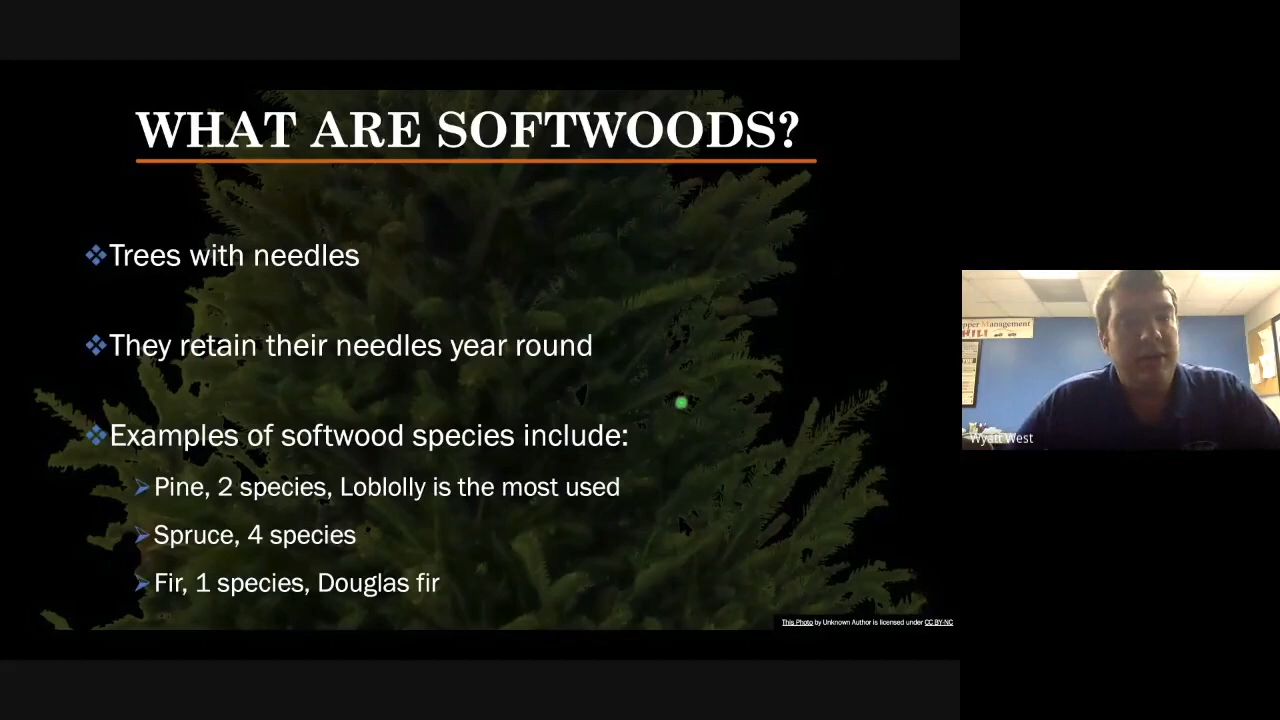 WHAT ARE SOFTWOODS?
Trees with needles
They retain their needles year round
Examples of softwood species include:
Pine, 2 species, Loblolly is the most used
Spruce, 4 species
Fir, 1 species, Douglas fir
This Photo by Unknown Author is licensed under CC BY-NC
Management
Wyatt West